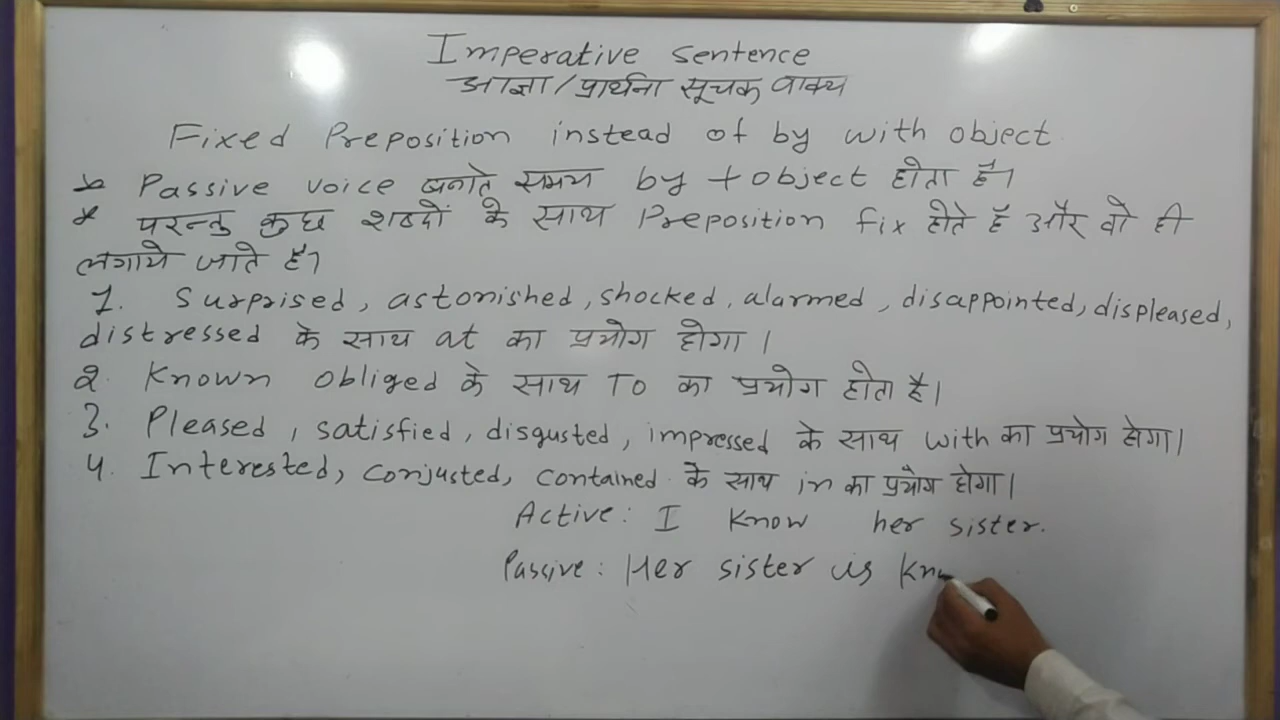 Imperative sentence
आज्ञा/प्रार्थना सूचक वाक्य
Fixed Preposition instead of by with object
* Passive voice बनाते समय by + object होता है।
* परन्तु कुछ शब्दों के साथ Preposition fix होते हैं और वो ही
लगाये जाते है।
1. Surprised, astonished, shocked, alarmed, disappointed, displeased,
distressed के साथ at का प्रयोग होगा।
2. Known obliged के साथ To का प्रयोग होता है।
3. Pleased, satisfied, disgusted, impressed के साथ with का प्रयोग होगा।
4. Interested, conjusted, contained के साथ in का प्रयोग होगा।
Active: I know her sister.
Passive: Her sister is kn